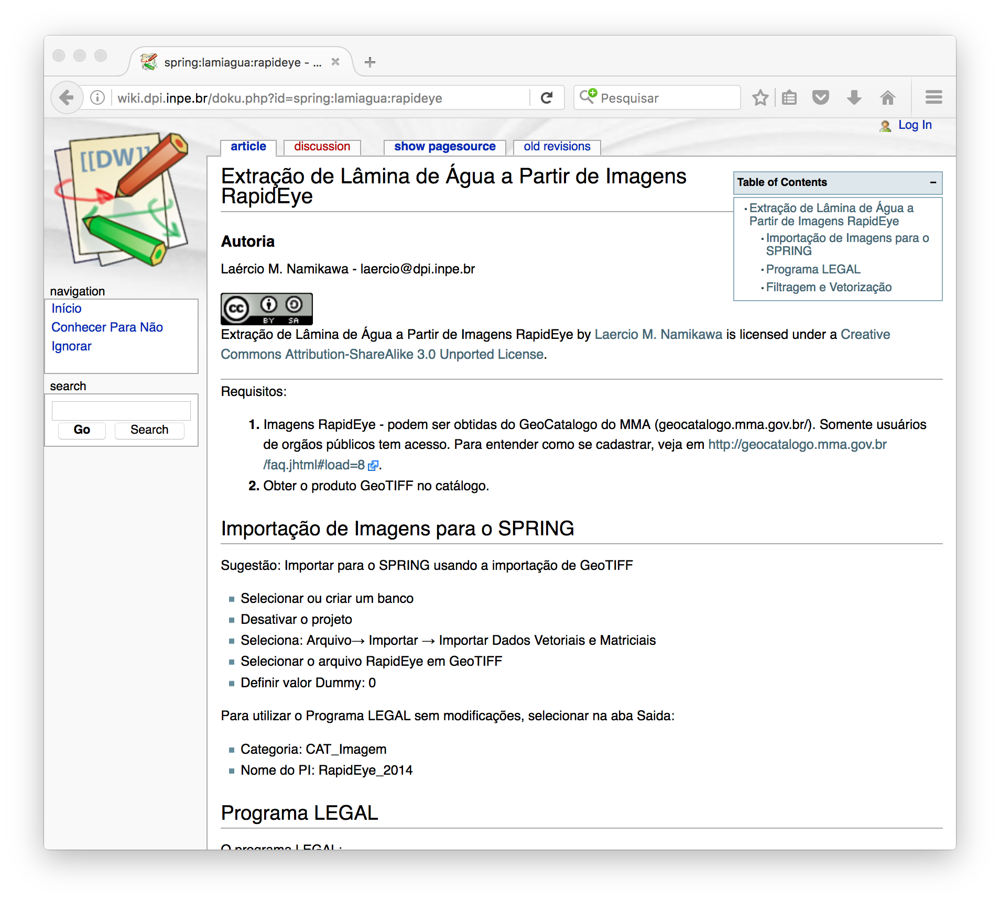 spring:lamiagua:rapideye - ...
wiki.dpi.inpe.br/doku.php?id=spring:lamiagua:rapideye
Pesquisar
Log In
[[DW]]
article
discussion
show pagesource
old revisions
Extração de Lâmina de Água a Partir de Imagens
RapidEye
Table of Contents
Extração de Lâmina de Água a
Partir de Imagens RapidEye
Importação de Imagens para o
SPRING
Programa LEGAL
Filtragem e Vetorização
Autoria
Laércio M. Namikawa - laercio@dpi.inpe.br
cc
BY SA
Extração de Lâmina de Água a Partir de Imagens RapidEye by Laercio M. Namikawa is licensed under a Creative
Commons Attribution-ShareAlike 3.0 Unported License.
navigation
Início
Conhecer Para Não
Ignorar
search
Go
Search
Requisitos:
1. Imagens RapidEye - podem ser obtidas do GeoCatalogo do MMA (geocatalogo.mma.gov.br/). Somente usuários
de orgãos públicos tem acesso. Para entender como se cadastrar, veja em http://geocatalogo.mma.gov.br
/faq.jhtml#load=8.
2. Obter o produto GeoTIFF no catálogo.
Importação de Imagens para o SPRING
Sugestão: Importar para o SPRING usando a importação de GeoTIFF
Selecionar ou criar um banco
Desativar o projeto
Seleciona: Arquivo→ Importar → Importar Dados Vetoriais e Matriciais
Selecionar o arquivo RapidEye em GeoTIFF
Definir valor Dummy: 0
Para utilizar o Programa LEGAL sem modificações, selecionar na aba Saida:
Categoria: CAT_Imagem
Nome do PI: RapidEye_2014
Programa LEGAL
O programa LEGAL: